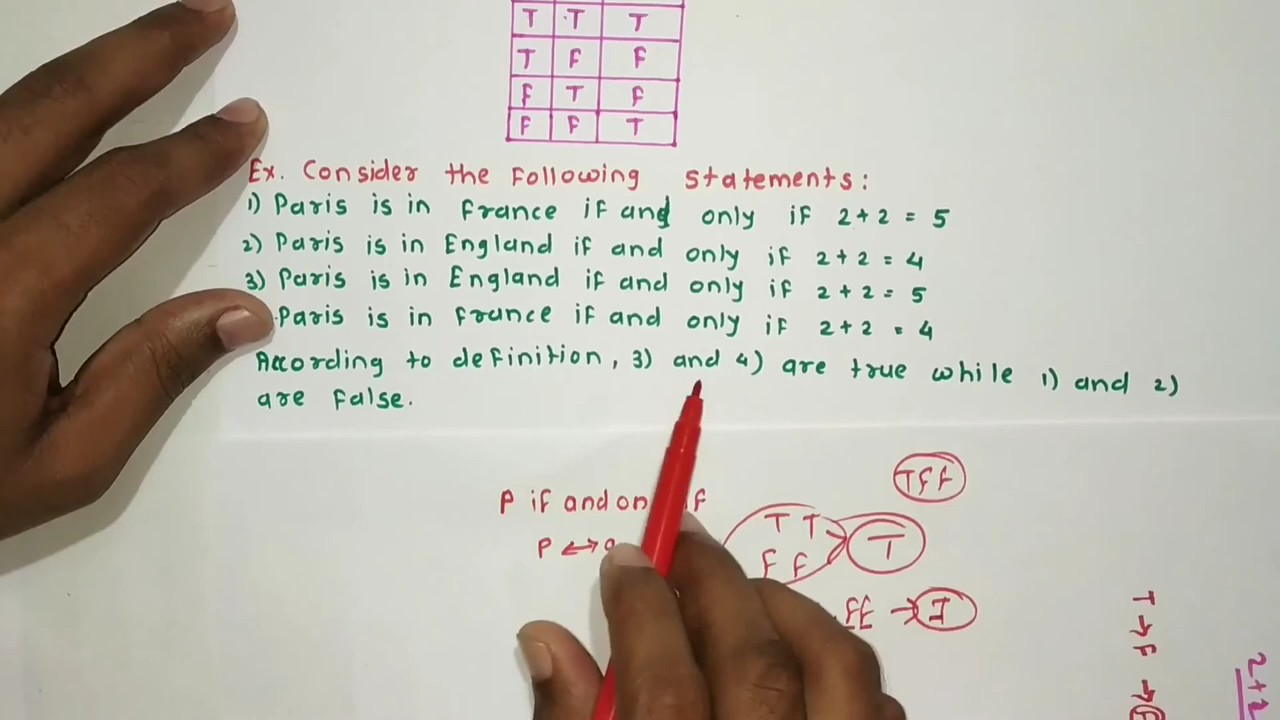 T T T
T F F
F T F
F F T
Ex. Consider the Following statements:
1) Paris is in France if and only if 2+2 = 5
2) Paris is in England if and only if 2+2 = 4
3) Paris is in England if and only if 2+2 = 5
Paris is in France if and only if 2+2 = 4
According to definition, 3) and 4) are true while 1) and 2)
are False.
TFF
P if and on
T T
T
P ↔
F F
FF →
T → F →
2+2